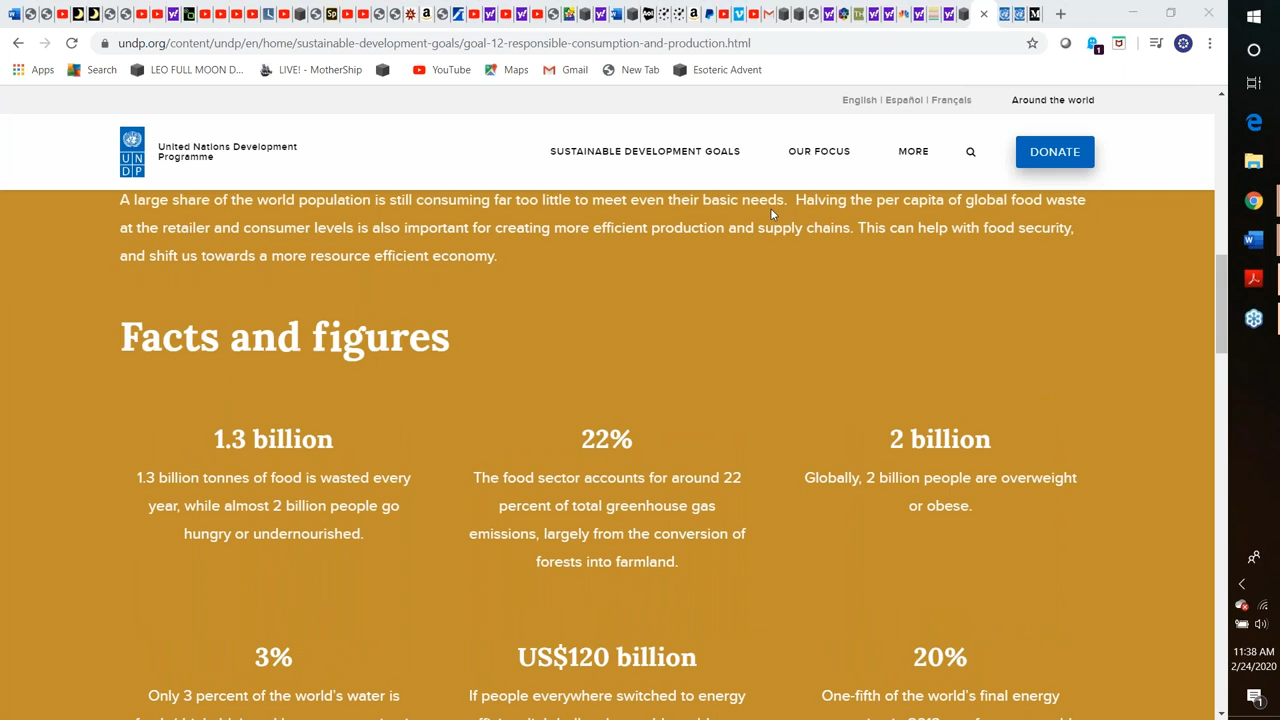 undp.org/content/undp/en/home/sustainable-development-goals/goal-12-responsible-consumption-and-production.html
1
Apps
Search
LEO FULL MOON D...
LIVE! - MotherShip
YouTube
Maps
Gmail
New Tab
Esoteric Advent
English | Español | Français
Around the world
UN
DP
United Nations Development
Programme
SUSTAINABLE DEVELOPMENT GOALS
OUR FOCUS
MORE
DONATE
A large share of the world population is still consuming far too little to meet even their basic needs. Halving the per capita of global food waste
at the retailer and consumer levels is also important for creating more efficient production and supply chains. This can help with food security,
and shift us towards a more resource efficient economy.
Facts and figures
1.3 billion
1.3 billion tonnes of food is wasted every
year, while almost 2 billion people go
hungry or undernourished.
22%
The food sector accounts for around 22
percent of total greenhouse gas
emissions, largely from the conversion of
forests into farmland.
2 billion
Globally, 2 billion people are overweight
or obese.
3%
Only 3 percent of the world's water is
US$120 billion
If people everywhere switched to energy
20%
One-fifth of the world's final energy
11:38 AM
2/24/2020
1